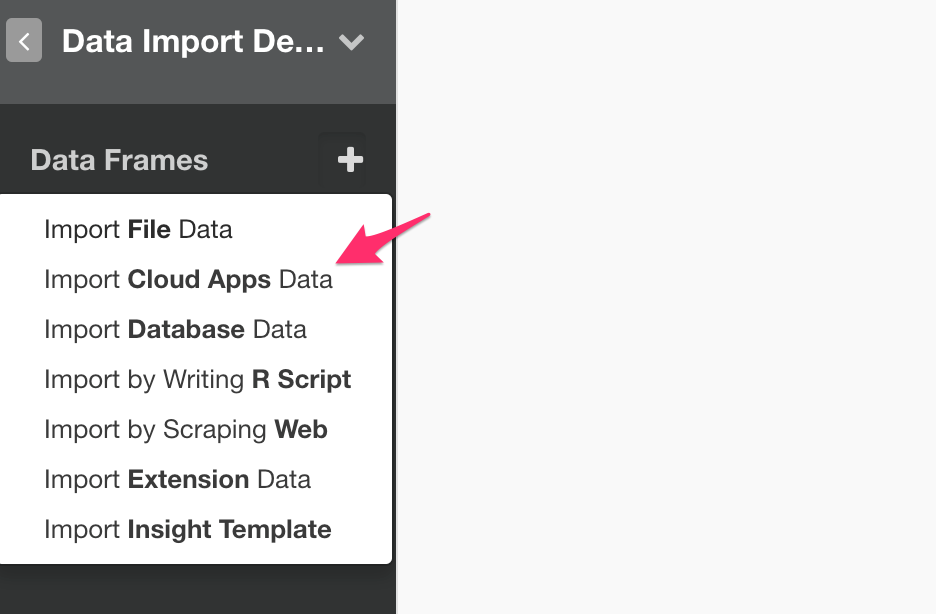 Data Import De...
Data Frames
Import File Data
Import Cloud Apps Data
Import Database Data
Import by Writing R Script
Import by Scraping Web
Import Extension Data
Import Insight Template